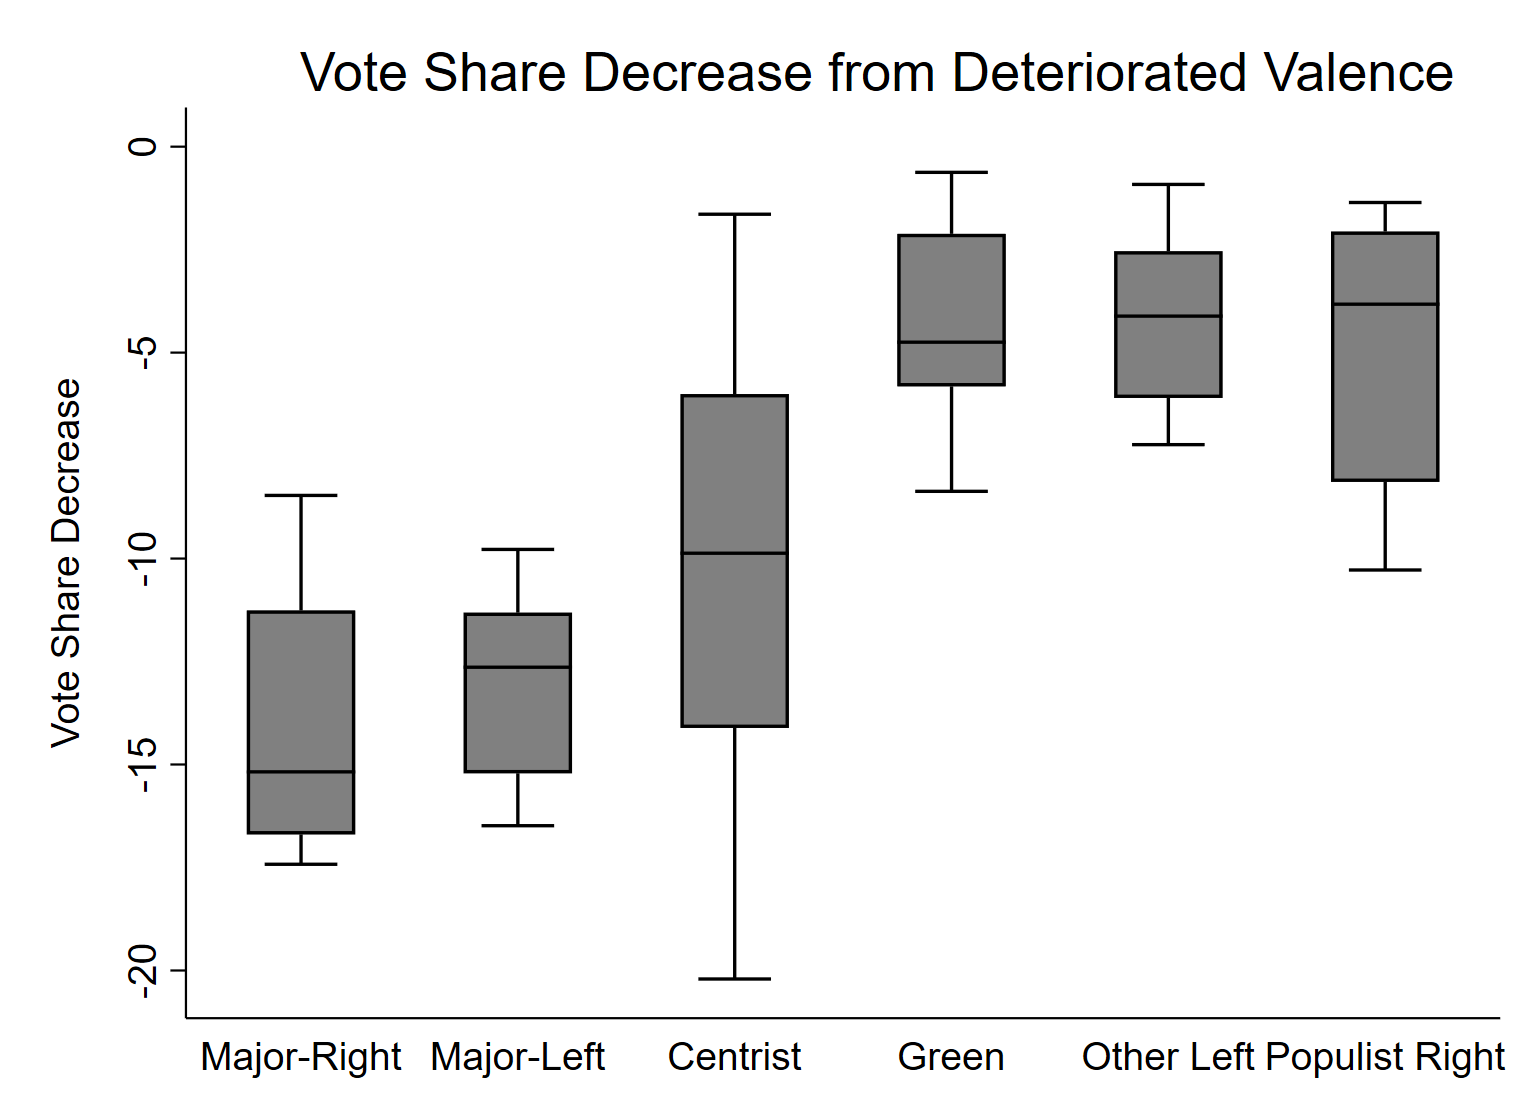 Vote Share Decrease from Deteriorated Valence
Vote Share Decrease
0
-5
-10
-15
-20
Major-Right Major-Left Centrist Green Other Left Populist Right